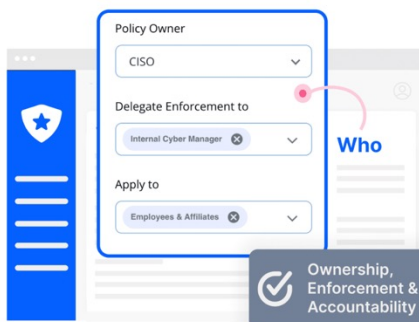 Policy Owner
CISO
Delegate Enforcement to
Internal Cyber Manager
Who
Apply to
Employees & Affiliates
Ownership,
Enforcement &
Accountability